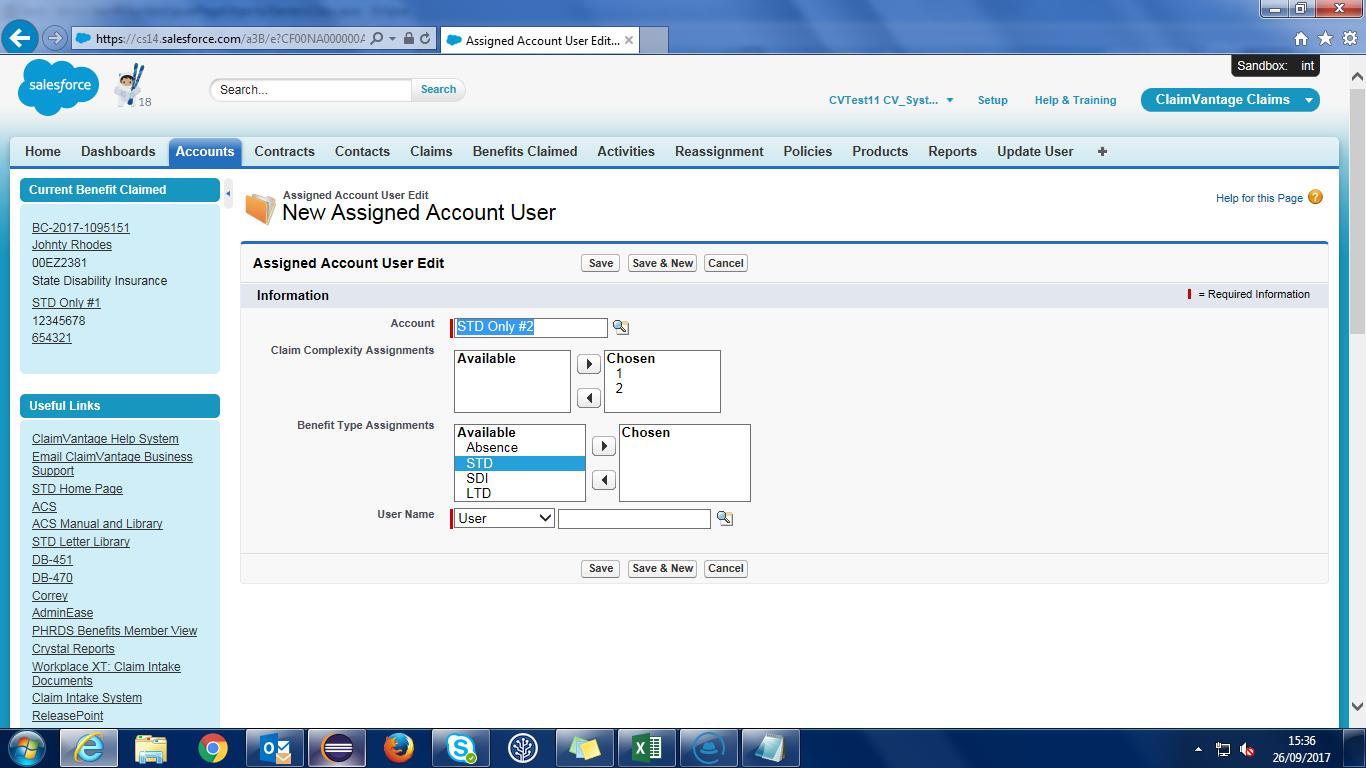 https://cs14.salesforce.com/a3B/e?CF00NA000000A
Assigned Account User Edit...
Sandbox: int
salesforce
18
Search...
Search
CVTest11 CV_Syst...
Setup
Help & Training
ClaimVantage Claims
Home Dashboards Accounts Contracts Contacts Claims Benefits Claimed Activities Reassignment Policies Products Reports Update User +
Current Benefit Claimed
BC-2017-1095151
Johnty Rhodes
00EZ2381
State Disability Insurance
STD Only #1
12345678
654321
Useful Links
ClaimVantage Help System
Email ClaimVantage Business
Support
STD Home Page
ACS
ACS Manual and Library
STD Letter Library
DB-451
DB-470
Correy
AdminEase
PHRDS Benefits Member View
Crystal Reports
Workplace XT: Claim Intake
Documents
Claim Intake System
ReleasePoint
Assigned Account User Edit
New Assigned Account User
Help for this Page
Assigned Account User Edit
Save Save & New Cancel
Information
= Required Information
Account
STD Only #2
Claim Complexity Assignments
Available
Chosen
1
2
Benefit Type Assignments
Available
Absence
STD
SDI
LTD
Chosen
User Name
User
Save Save & New Cancel
15:36
26/09/2017